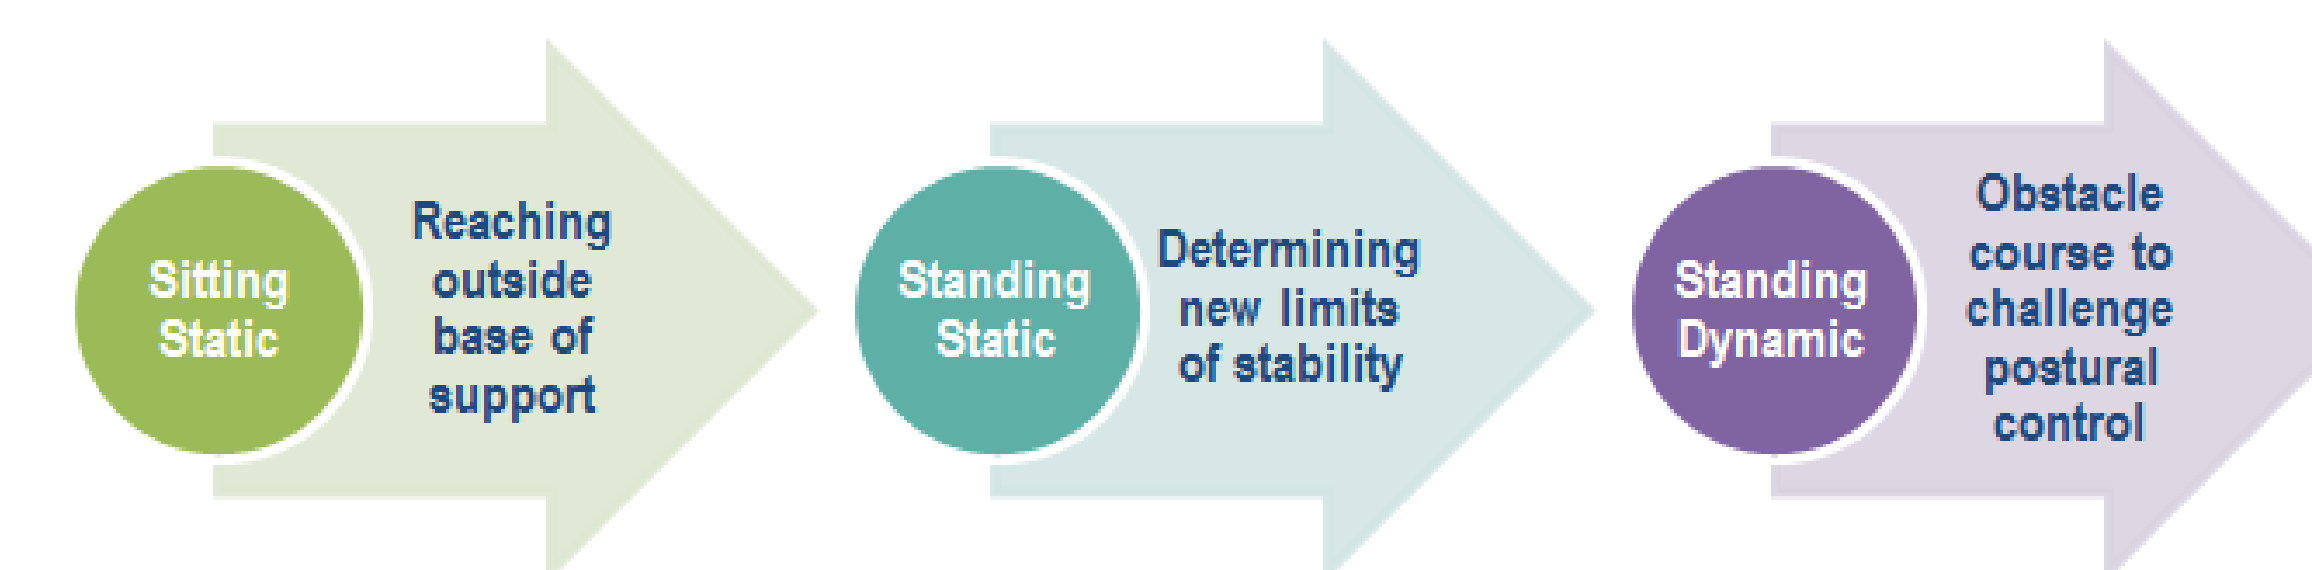 Sitting
Static
Reaching
outside
base of
support
Standing
Static
Determining
new limits
of stability
Standing
Dynamic
Obstacle
course to
challenge
postural
control